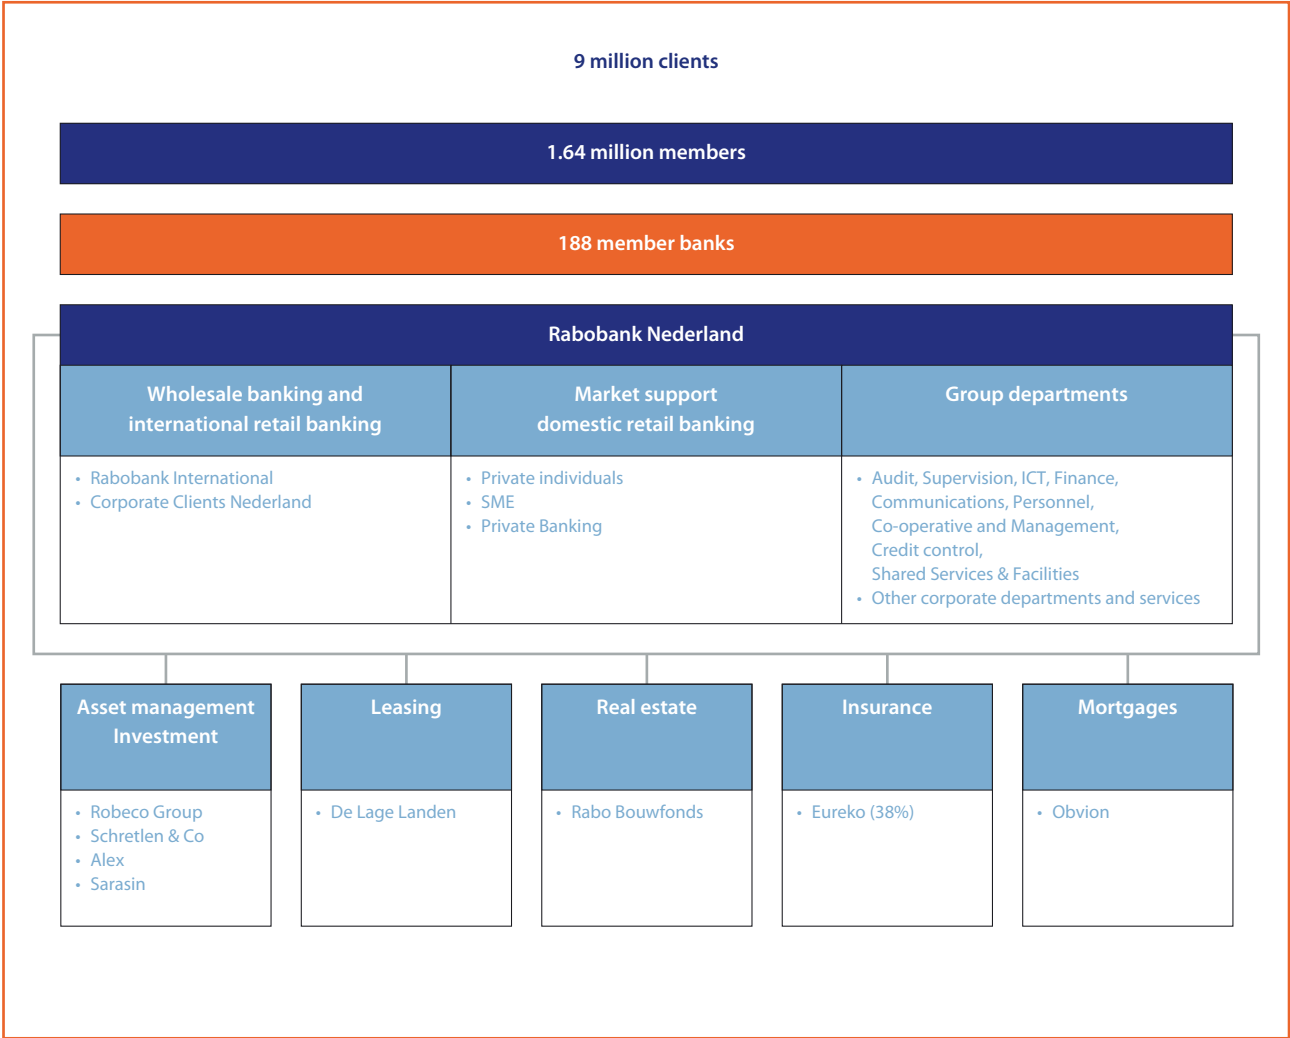 9 million clients
1.64 million members
188 member banks
Rabobank Nederland
Wholesale banking and
international retail banking
• Rabobank International
• Corporate Clients Nederland
Market support
domestic retail banking
• Private individuals
• SME
• Private Banking
Group departments
• Audit, Supervision, ICT, Finance,
Communications, Personnel,
Co-operative and Management,
Credit control,
Shared Services & Facilities
• Other corporate departments and services
Asset management
Investment
• Robeco Group
• Schretlen & Co
• Alex
• Sarasin
Leasing
• De Lage Landen
Real estate
• Rabo Bouwfonds
Insurance
• Eureko (38%)
Mortgages
• Obvion